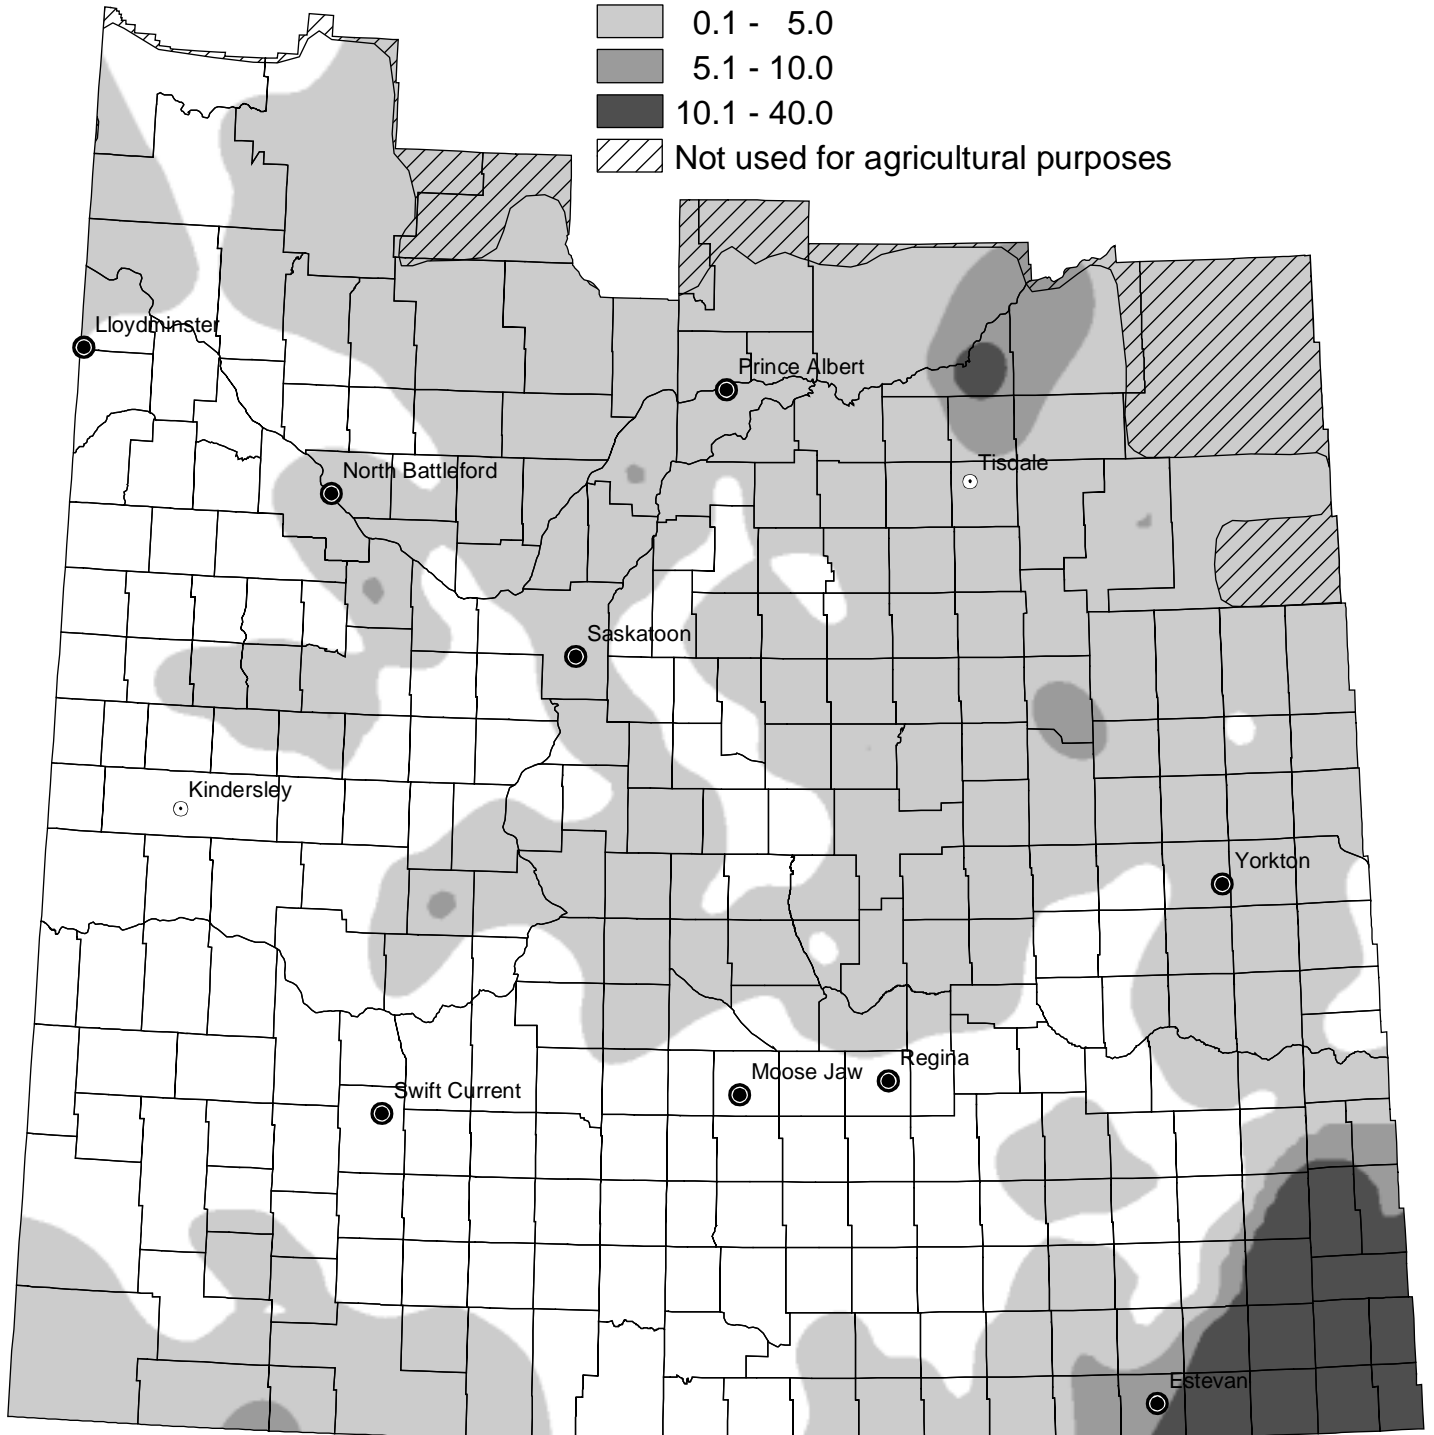 0.1 - 5.0
5.1 - 10.0
10.1 - 40.0
Not used for agricultural purposes
Lloydminster
Prince Albert
North Battleford
Tisdale
Saskatoon
Kindersley
Yorkton
Regina
Moose Jaw
Swift Current
Estevan